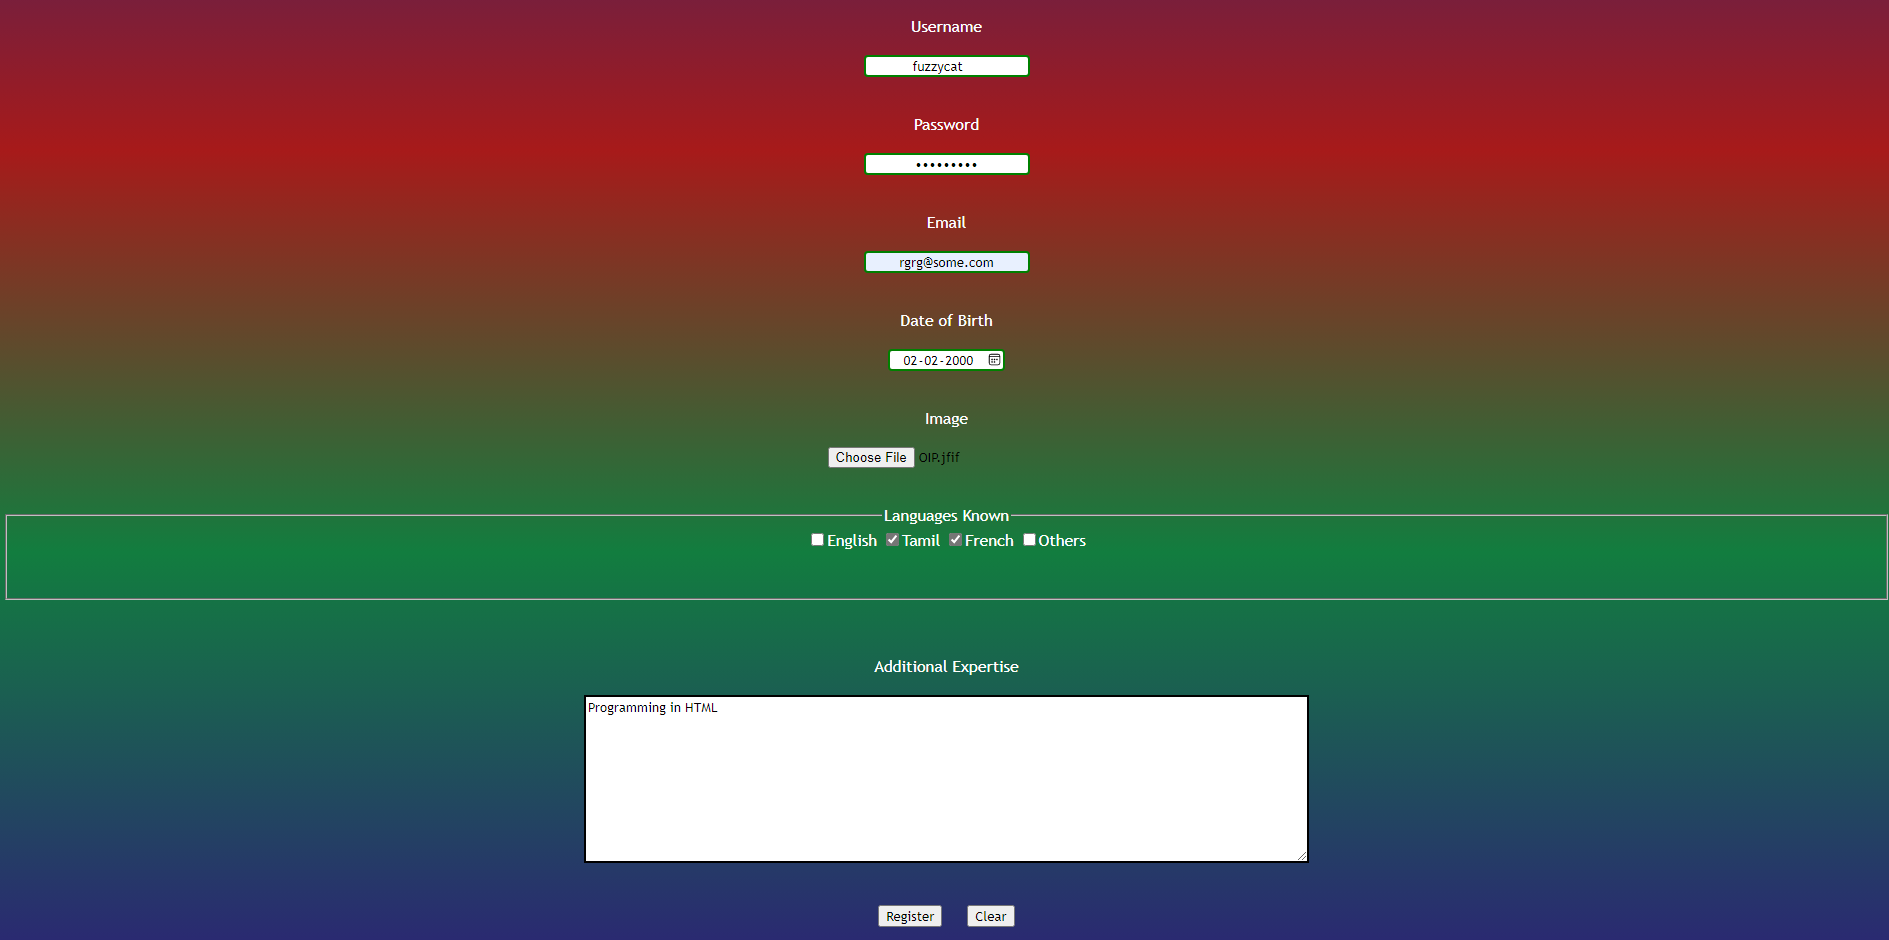 Username
fuzzycat
Password
•••••••••
Email
rgrg@some.com
Date of Birth
02-02-2000
Image
Choose File OIP.jfif
Languages Known
English Tamil French Others
Additional Expertise
Programming in HTML
Register Clear